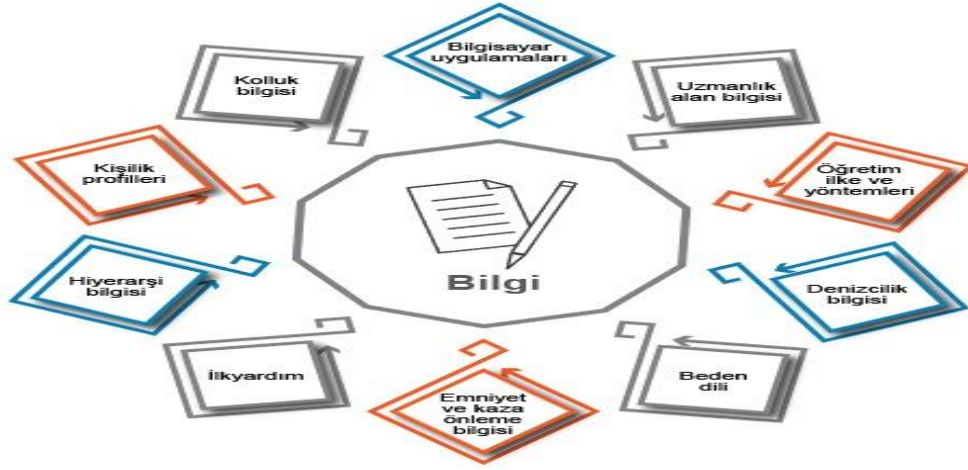 Bilgisayar
uygulamaları
Uzmanlık
alan bilgisi
Öğretim
ilke ve
yöntemleri
Denizcilik
bilgisi
Beden
dili
Emniyet
ve kaza
önleme
bilgisi
İlkyardım
Hiyerarşi
bilgisi
Kişilik
profilleri
Kolluk
bilgisi
Bilgi